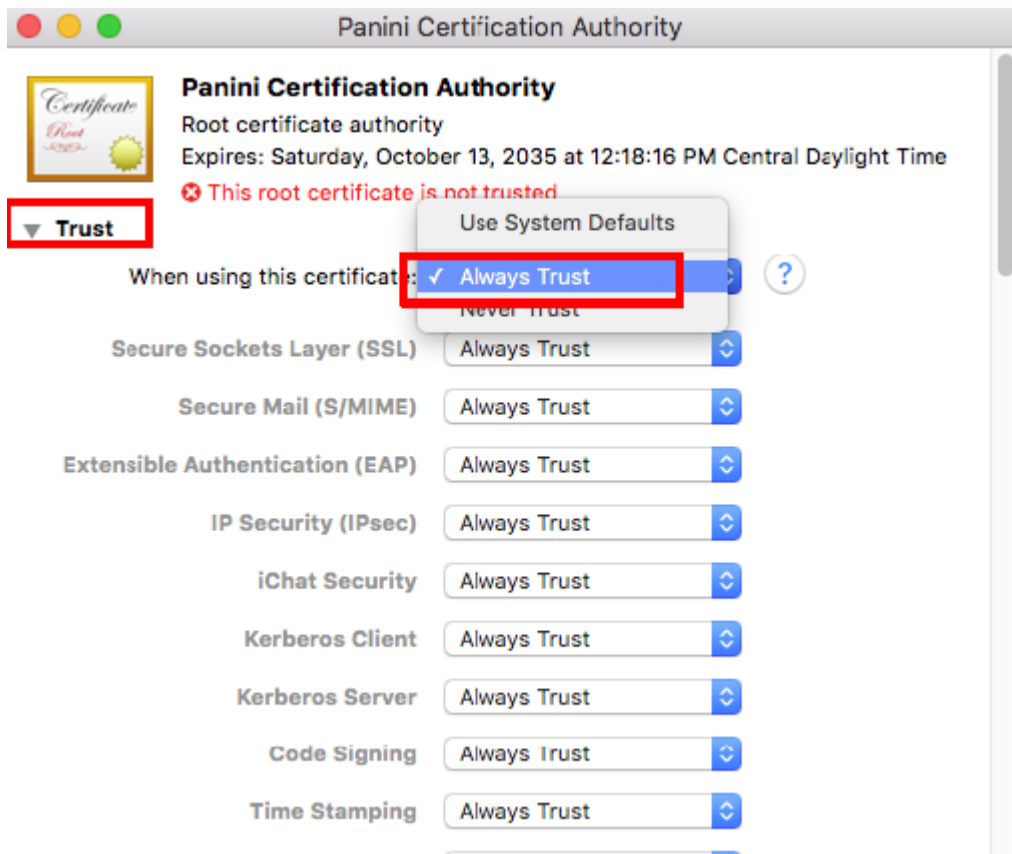 Panini Certification Authority
Certificate
Root
Panini Certification Authority
Root certificate authority
Expires: Saturday, October 13, 2035 at 12:18:16 PM Central Daylight Time
This root certificate is not trusted
Trust
Use System Defaults
When using this certificate: ✓ Always Trust ?
Never Trust
Secure Sockets Layer (SSL) Always Trust
Secure Mail (S/MIME) Always Trust
Extensible Authentication (EAP) Always Trust
IP Security (IPsec) Always Trust
iChat Security Always Trust
Kerberos Client Always Trust
Kerberos Server Always Trust
Code Signing Always Trust
Time Stamping Always Trust